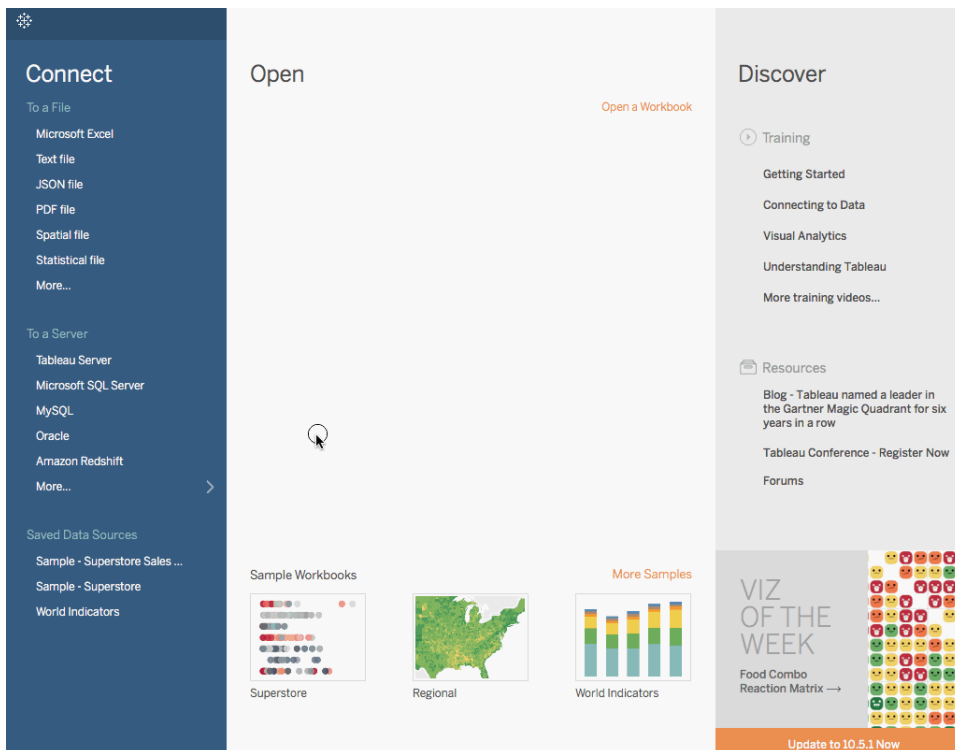 Connect
To a File
Microsoft Excel
Text file
JSON file
PDF file
Spatial file
Statistical file
More...
To a Server
Tableau Server
Microsoft SQL Server
MySQL
Oracle
Amazon Redshift
More...
Saved Data Sources
Sample - Superstore Sales ...
Sample - Superstore
World Indicators
Open
Open a Workbook
Sample Workbooks
More Samples
Superstore
Regional
World Indicators
Discover
Training
Getting Started
Connecting to Data
Visual Analytics
Understanding Tableau
More training videos...
Resources
Blog - Tableau named a leader in
the Gartner Magic Quadrant for six
years in a row
Tableau Conference - Register Now
Forums
VIZ
OF THE
WEEK
Food Combo
Reaction Matrix →
Update to 10.5.1 Now